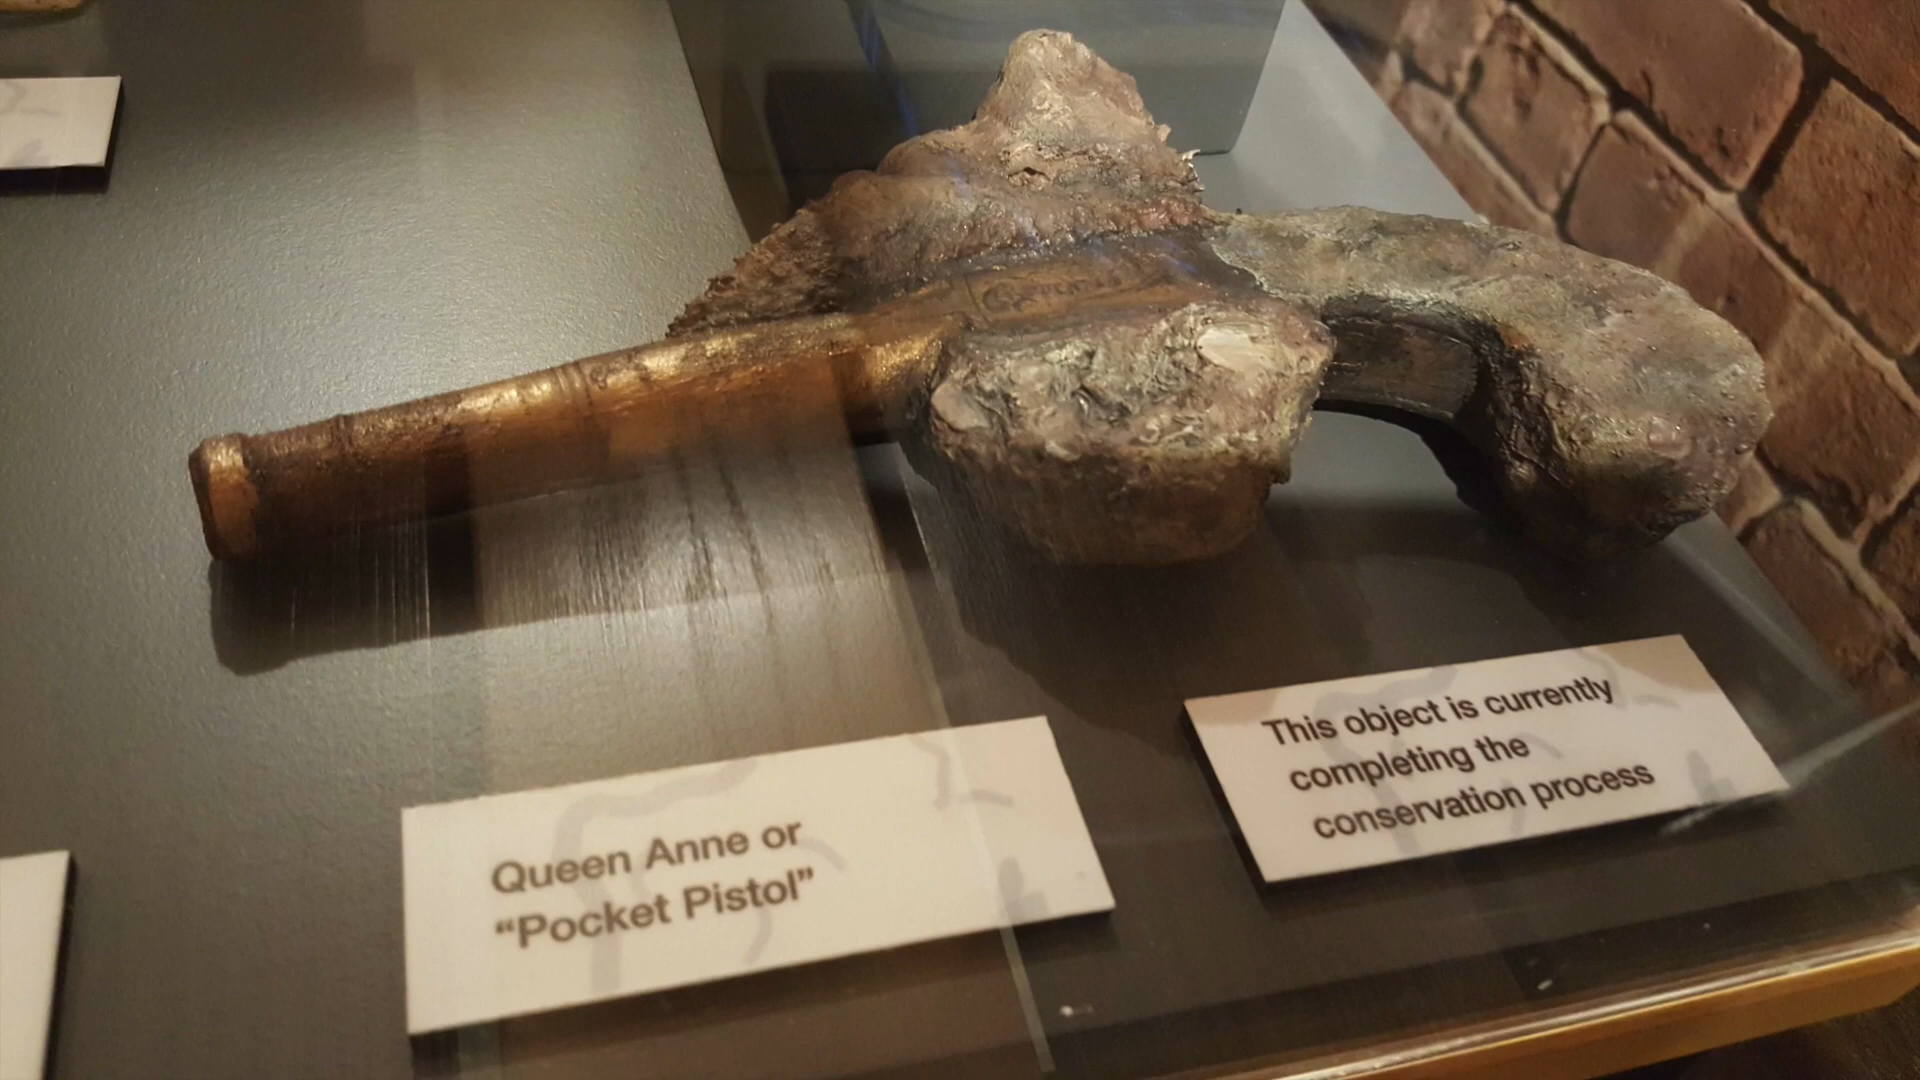 Queen Anne or
“Pocket Pistol”
This object is currently
completing the
conservation process